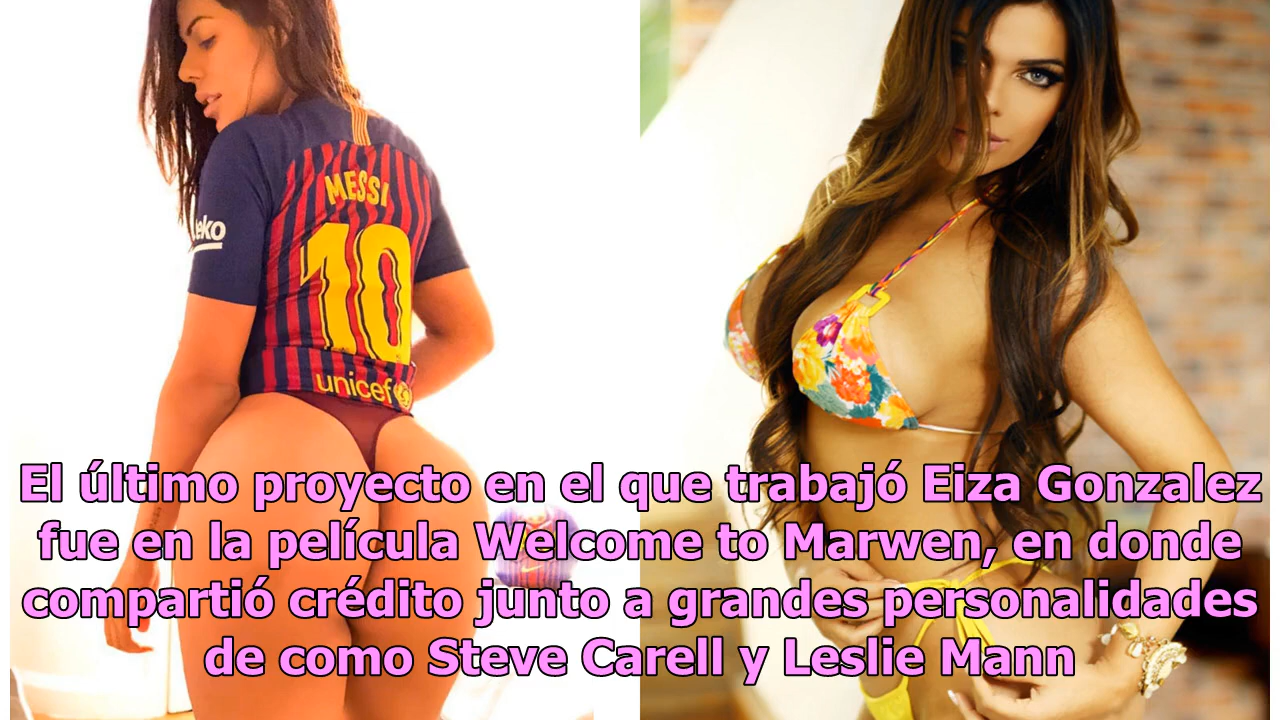 MESSI
10
eko
unicef
El último proyecto en el que trabajó Eiza Gonzalez
fue en la película Welcome to Marwen, en donde
compartió crédito junto a grandes personalidades
de como Steve Carell y Leslie Mann